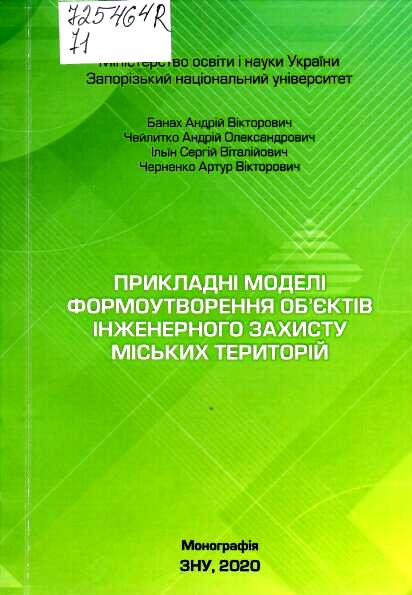 725464R
71
Міністерство освіти і науки України
Запорізький національний університет
Банах Андрій Вікторович
Чейлитко Андрій Олександрович
Ільїн Сергій Віталійович
Черненко Артур Вікторович
ПРИКЛАДНІ МОДЕЛІ
ФОРМОУТВОРЕННЯ ОБ'ЄКТІВ
ІНЖЕНЕРНОГО ЗАХИСТУ
МІСЬКИХ ТЕРИТОРІЙ
Монографія
ЗНУ, 2020